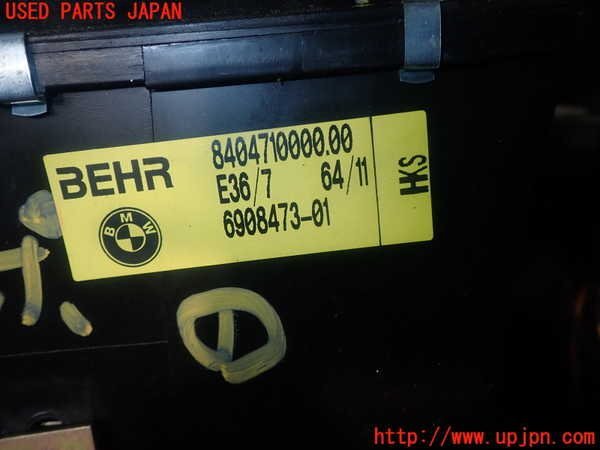 USED PARTS JAPAN
BEHR
8404710000.00
E36/7 64/11
6908473-01
BMW
HKS
http://www.upjpn.com/